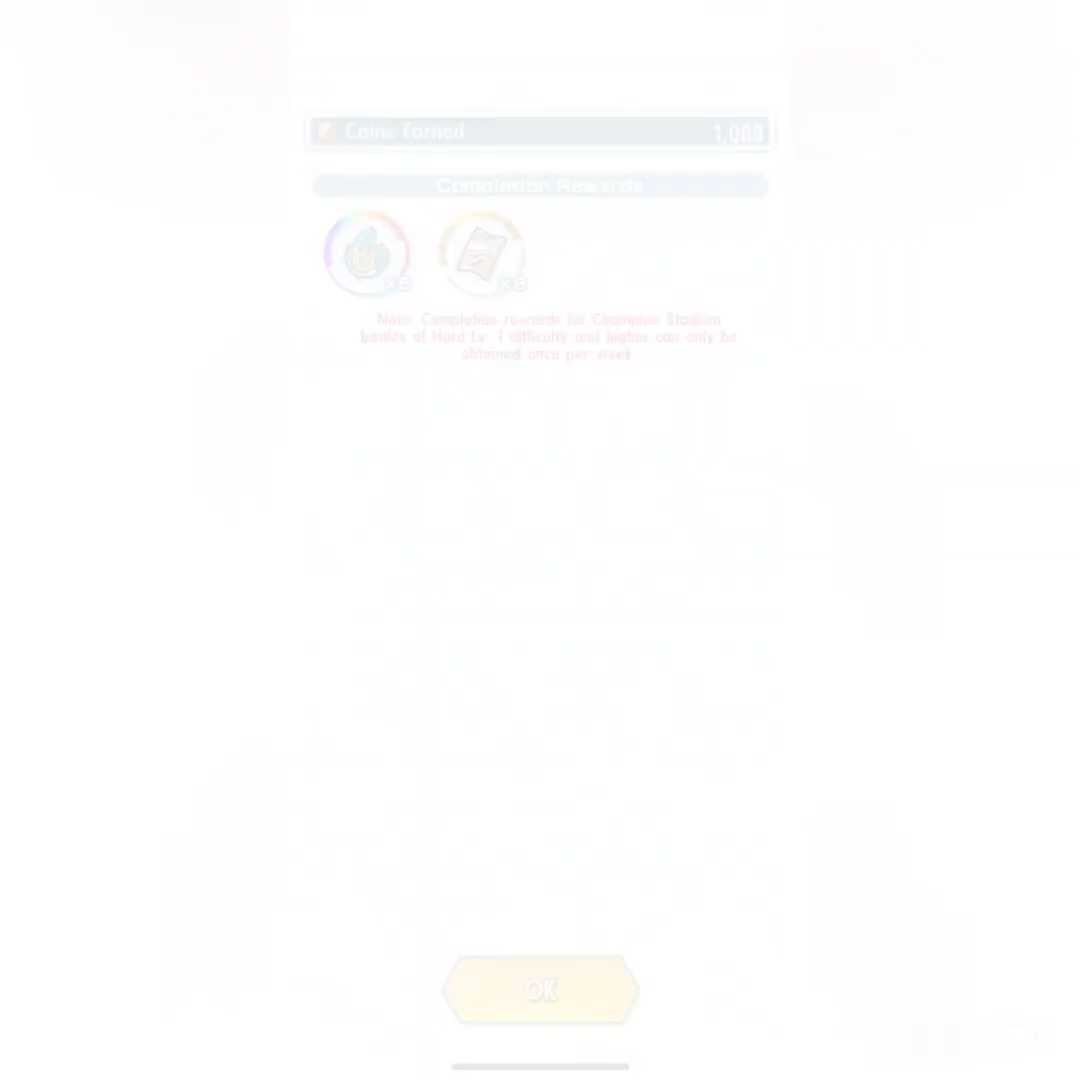 Coins Earned 1,000
Completion Rewards
Note: Completion rewards for Champion Stadium
battles of Hard Lv. 1 difficulty and higher can only be
obtained once per week.
OK